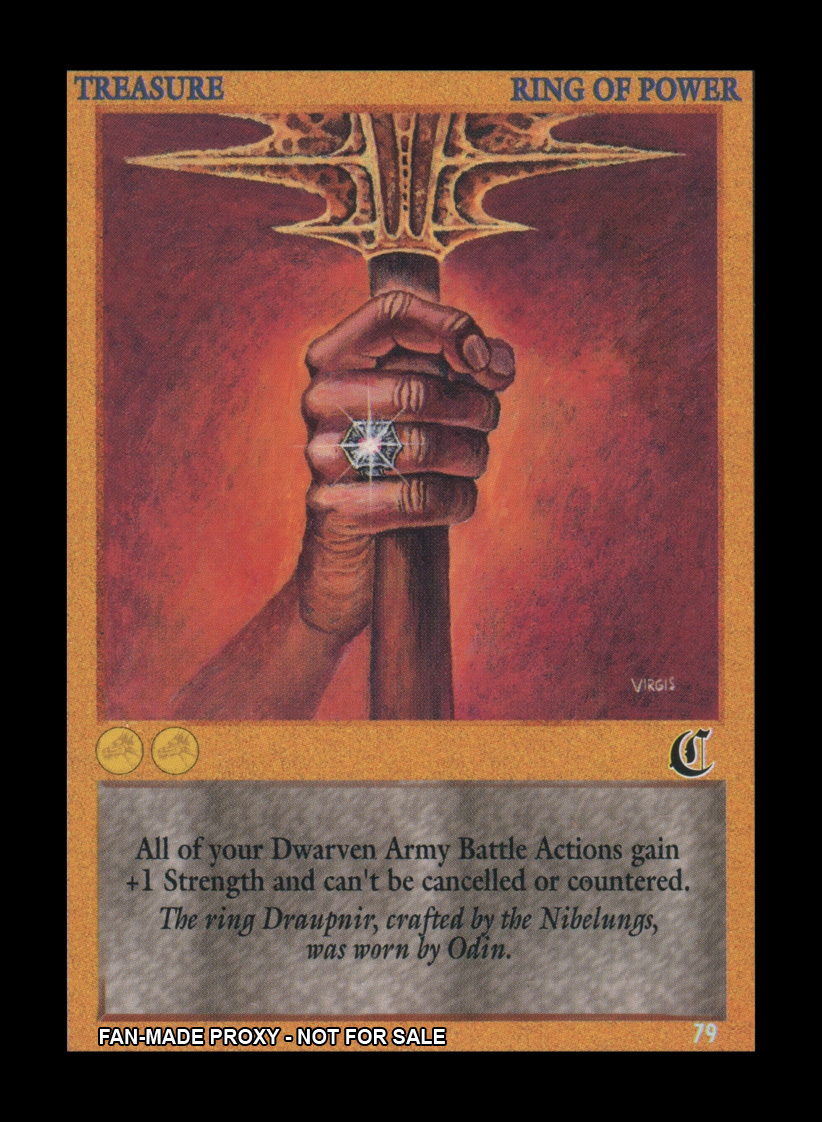 TREASURE RING OF POWER
VIRGIS
C
All of your Dwarven Army Battle Actions gain
+1 Strength and can't be cancelled or countered.
The ring Draupnir, crafted by the Nibelungs,
was worn by Odin.
FAN-MADE PROXY - NOT FOR SALE
79